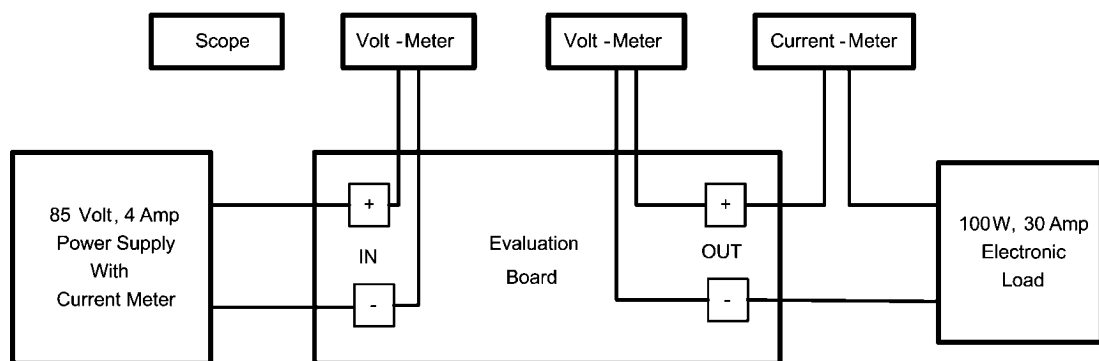 Scope
Volt -Meter
Volt -Meter
Current -Meter
85 Volt, 4 Amp
Power Supply
With
Current Meter
+
IN
-
Evaluation
Board
+
OUT
-
100W, 30 Amp
Electronic
Load